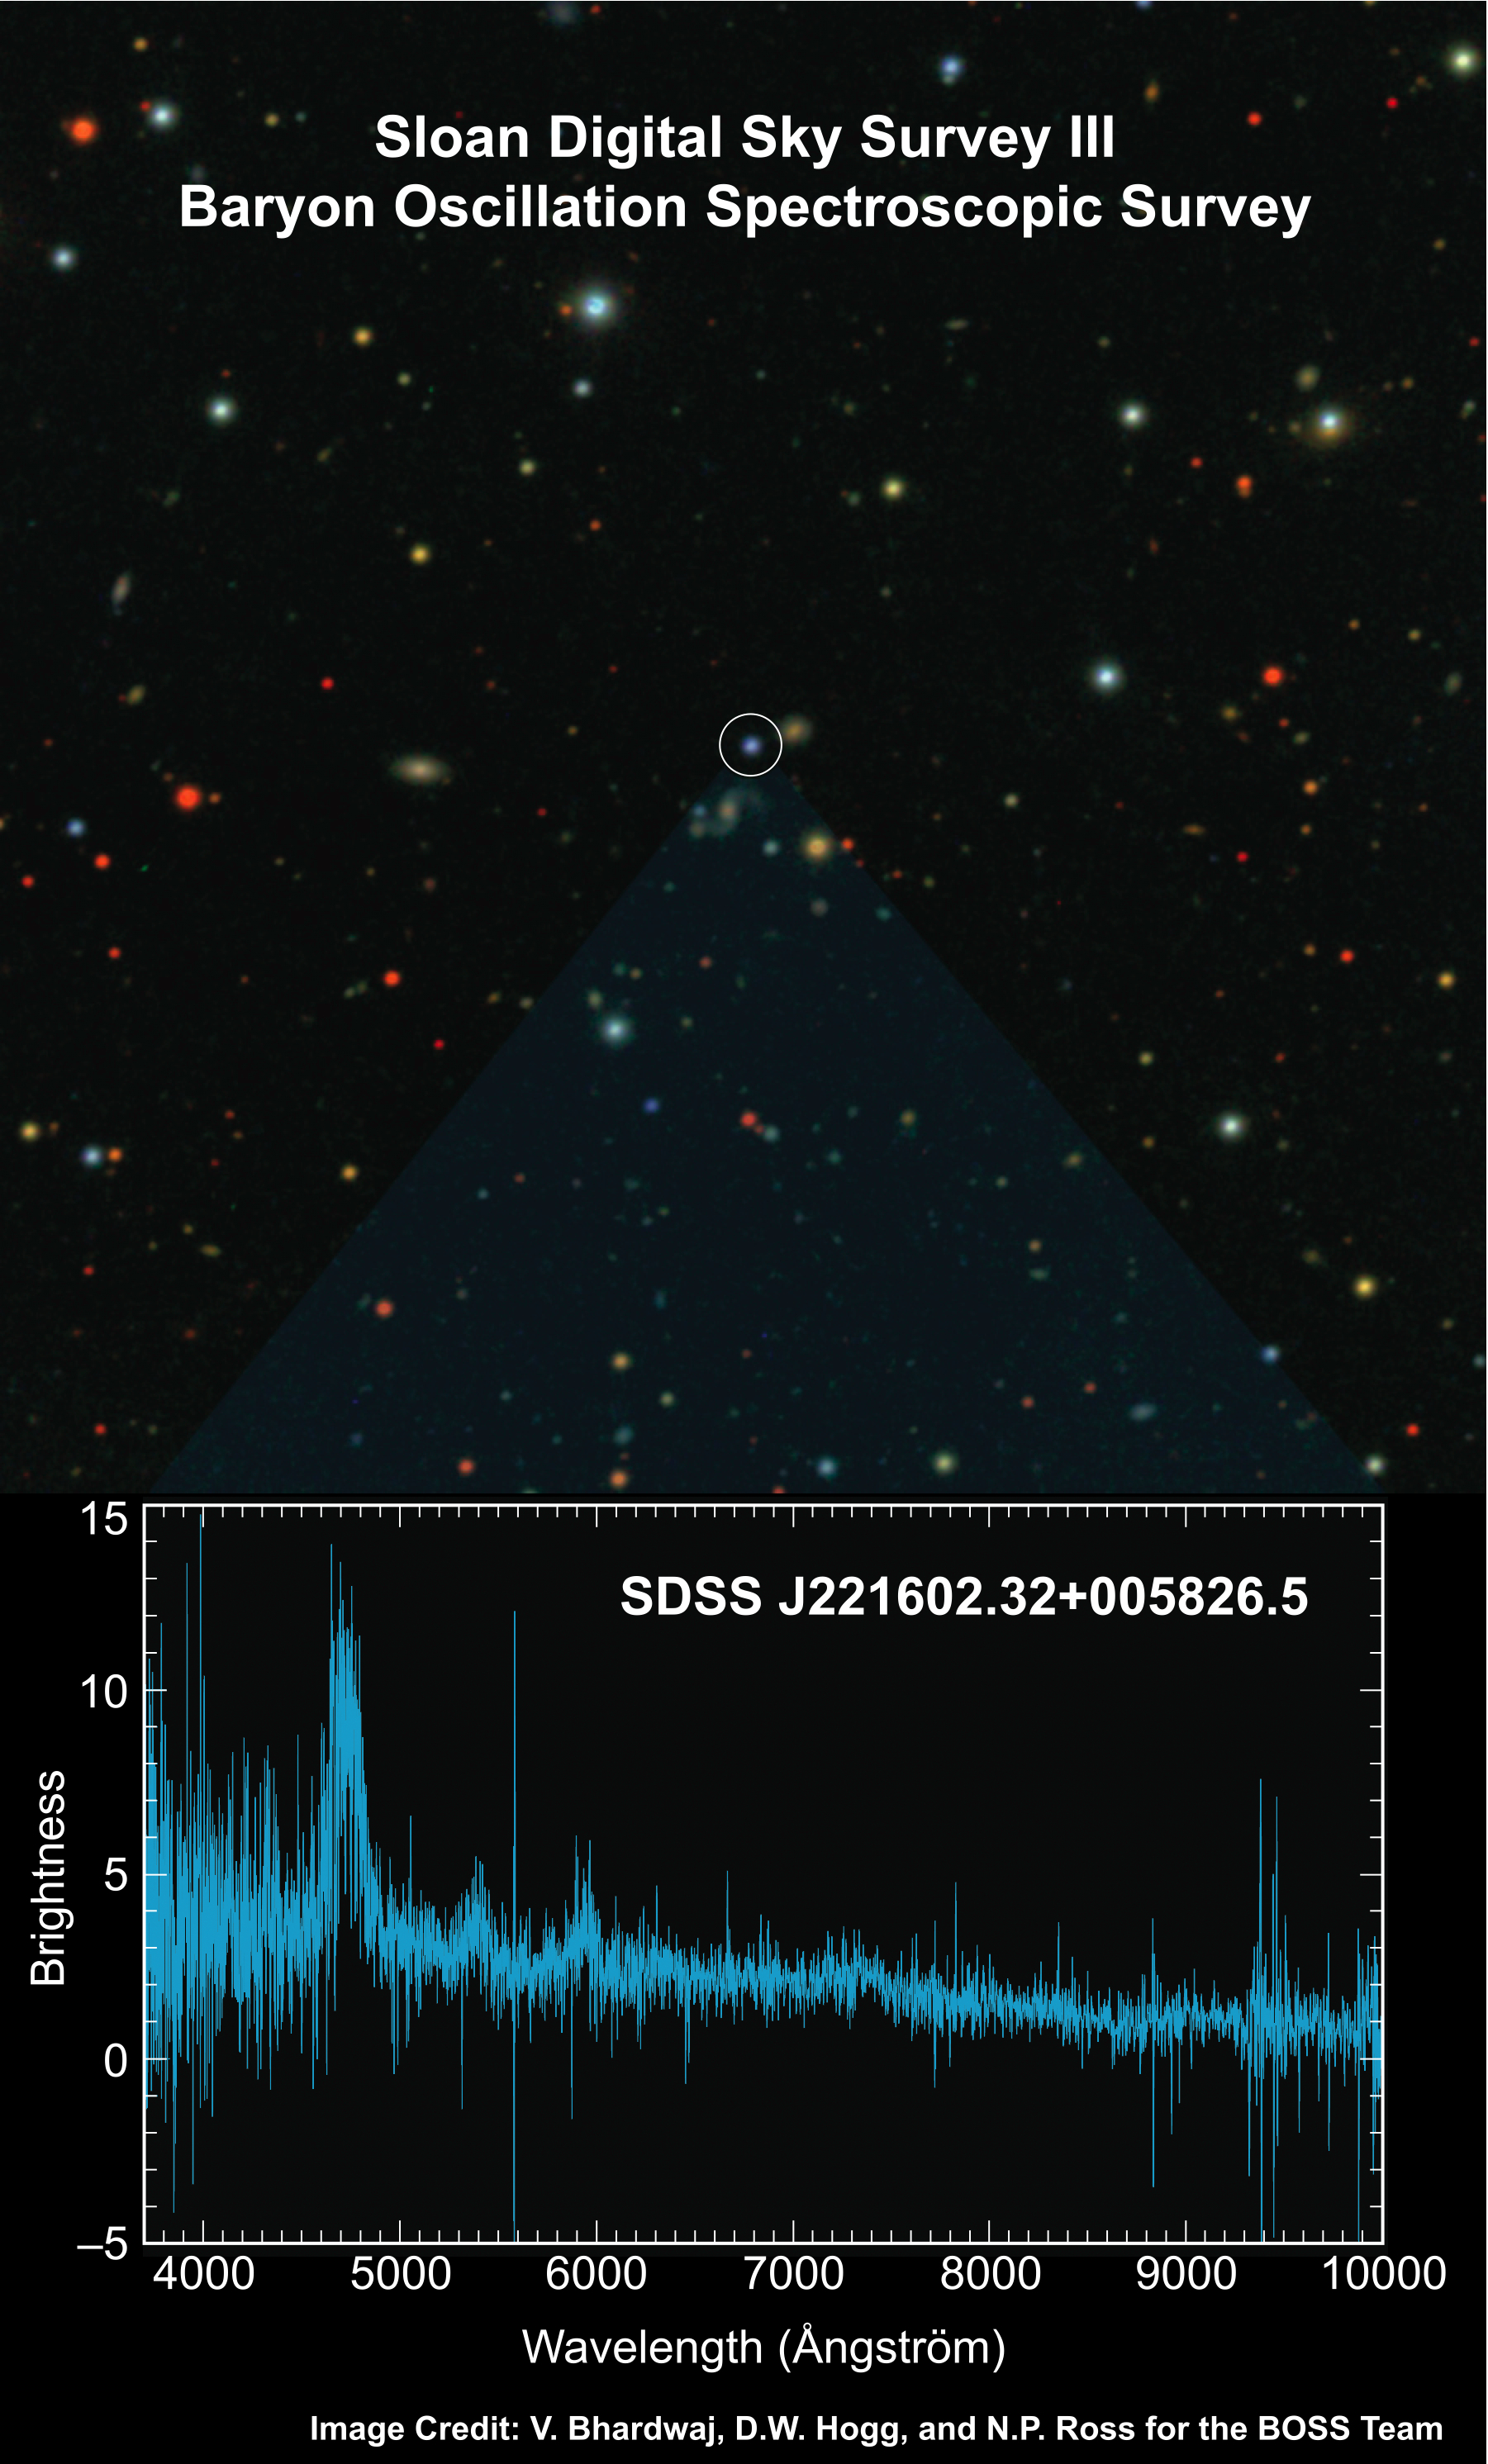 Sloan Digital Sky Survey III
Baryon Oscillation Spectroscopic Survey
15
SDSS J221602.32+005826.5
10
Brightness
5
0
–5
4000 5000 6000 7000 8000 9000 10000
Wavelength (Ångström)
Image Credit: V. Bhardwaj, D.W. Hogg, and N.P. Ross for the BOSS Team